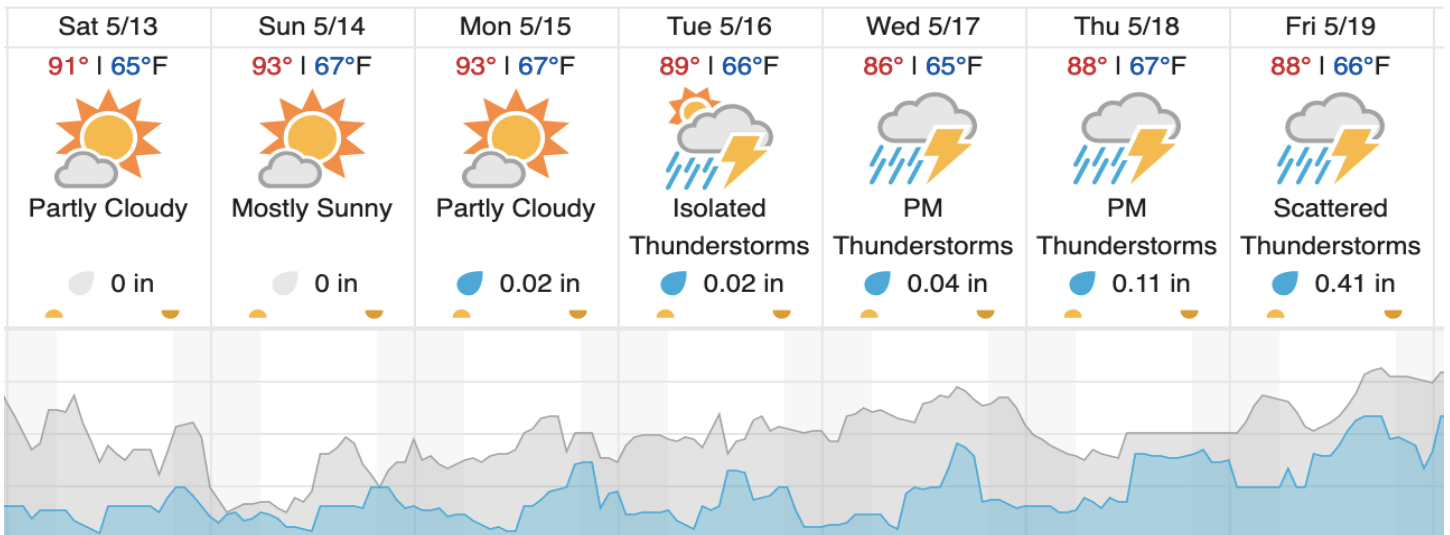 Sat 5/13
91° | 65°F
Partly Cloudy
0 in
Sun 5/14
93° | 67°F
Mostly Sunny
0 in
Mon 5/15
93° | 67°F
Partly Cloudy
0.02 in
Tue 5/16
89° | 66°F
Isolated
Thunderstorms
0.02 in
Wed 5/17
86° | 65°F
PM
Thunderstorms
0.04 in
Thu 5/18
88° | 67°F
PM
Thunderstorms
0.11 in
Fri 5/19
88° | 66°F
Scattered
Thunderstorms
0.41 in